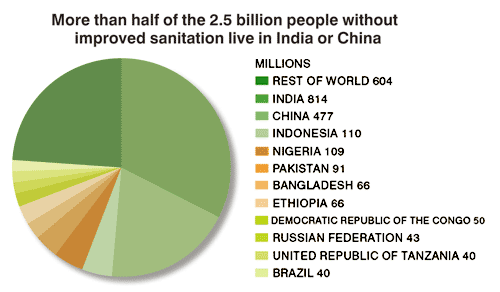 More than half of the 2.5 billion people without
improved sanitation live in India or China
MILLIONS
REST OF WORLD 604
INDIA 814
CHINA 477
INDONESIA 110
NIGERIA 109
PAKISTAN 91
BANGLADESH 66
ETHIOPIA 66
DEMOCRATIC REPUBLIC OF THE CONGO 50
RUSSIAN FEDERATION 43
UNITED REPUBLIC OF TANZANIA 40
BRAZIL 40